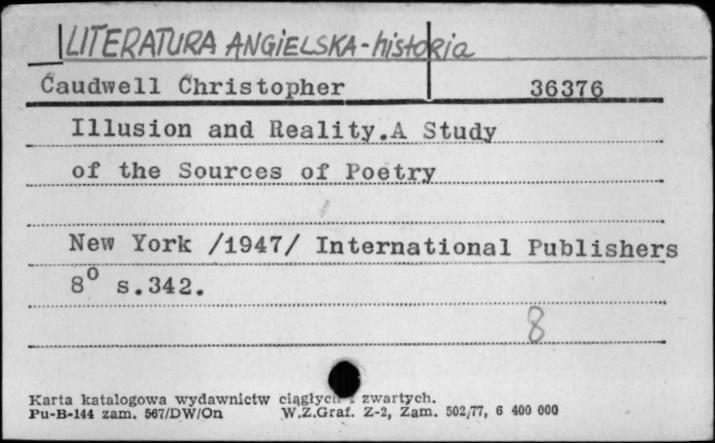 LITERATURA ANGIELSKA - historia
Caudwell Christopher 36376
Illusion and Reality.A Study
of the Sources of Poetry
New York /1947/ International Publishers
8° s.342.
8
Karta katalogowa wydawnictw ciągłych i zwartych.
Pu-B-144 zam. 567/DW/On W.Z.Graf. Z-2, Zam. 502/77, 6 400 000